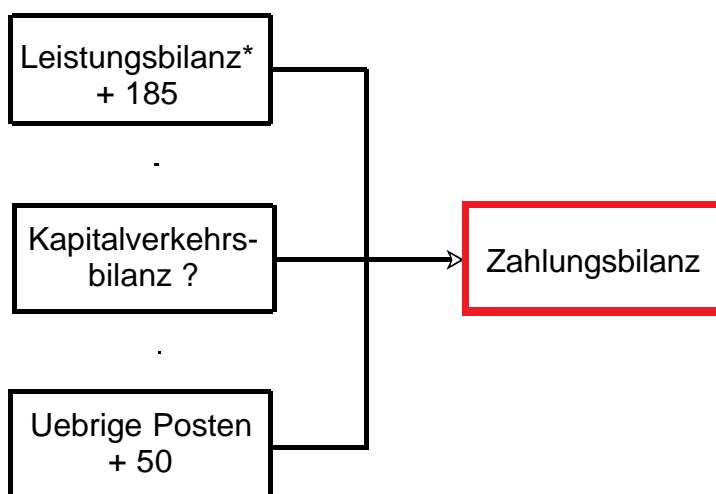 Leistungsbilanz*
+ 185
Kapitalverkehrs-
bilanz ?
Zahlungsbilanz
Uebrige Posten
+ 50